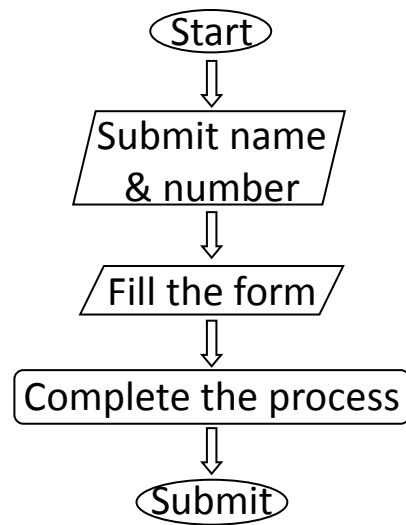 Start
Submit name
& number
Fill the form
Complete the process
Submit